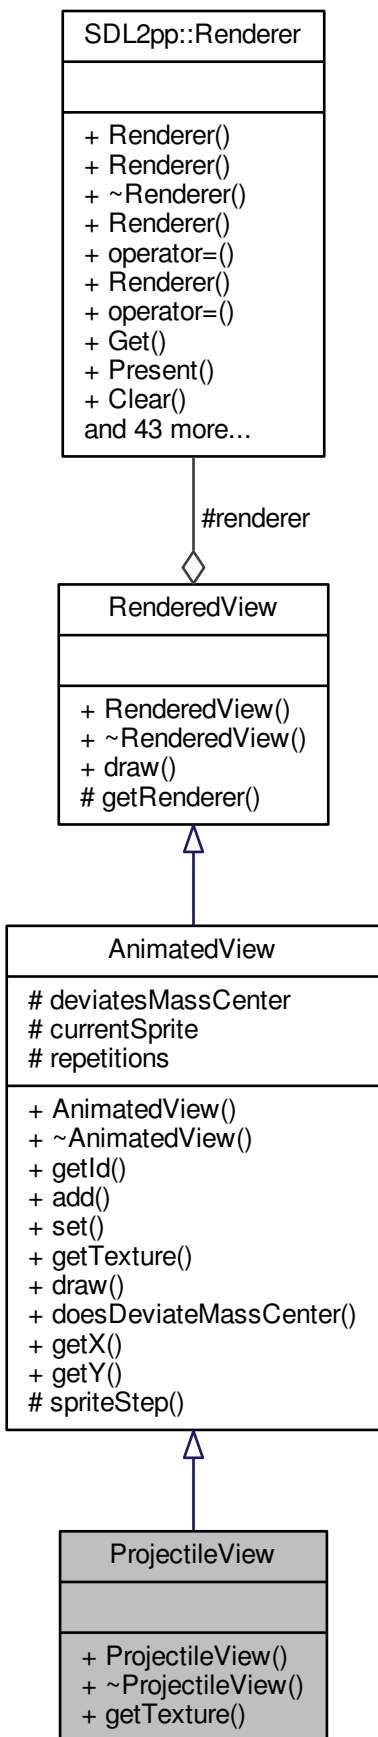 SDL2pp::Renderer
+ Renderer()
+ Renderer()
+ ~Renderer()
+ Renderer()
+ operator=()
+ Renderer()
+ operator=()
+ Get()
+ Present()
+ Clear()
and 43 more...
#renderer
RenderedView
+ RenderedView()
+ ~RenderedView()
+ draw()
# getRenderer()
AnimatedView
# deviatesMassCenter
# currentSprite
# repetitions
+ AnimatedView()
+ ~AnimatedView()
+ getId()
+ add()
+ set()
+ getTexture()
+ draw()
+ doesDeviateMassCenter()
+ getX()
+ getY()
# spriteStep()
ProjectileView
+ ProjectileView()
+ ~ProjectileView()
+ getTexture()